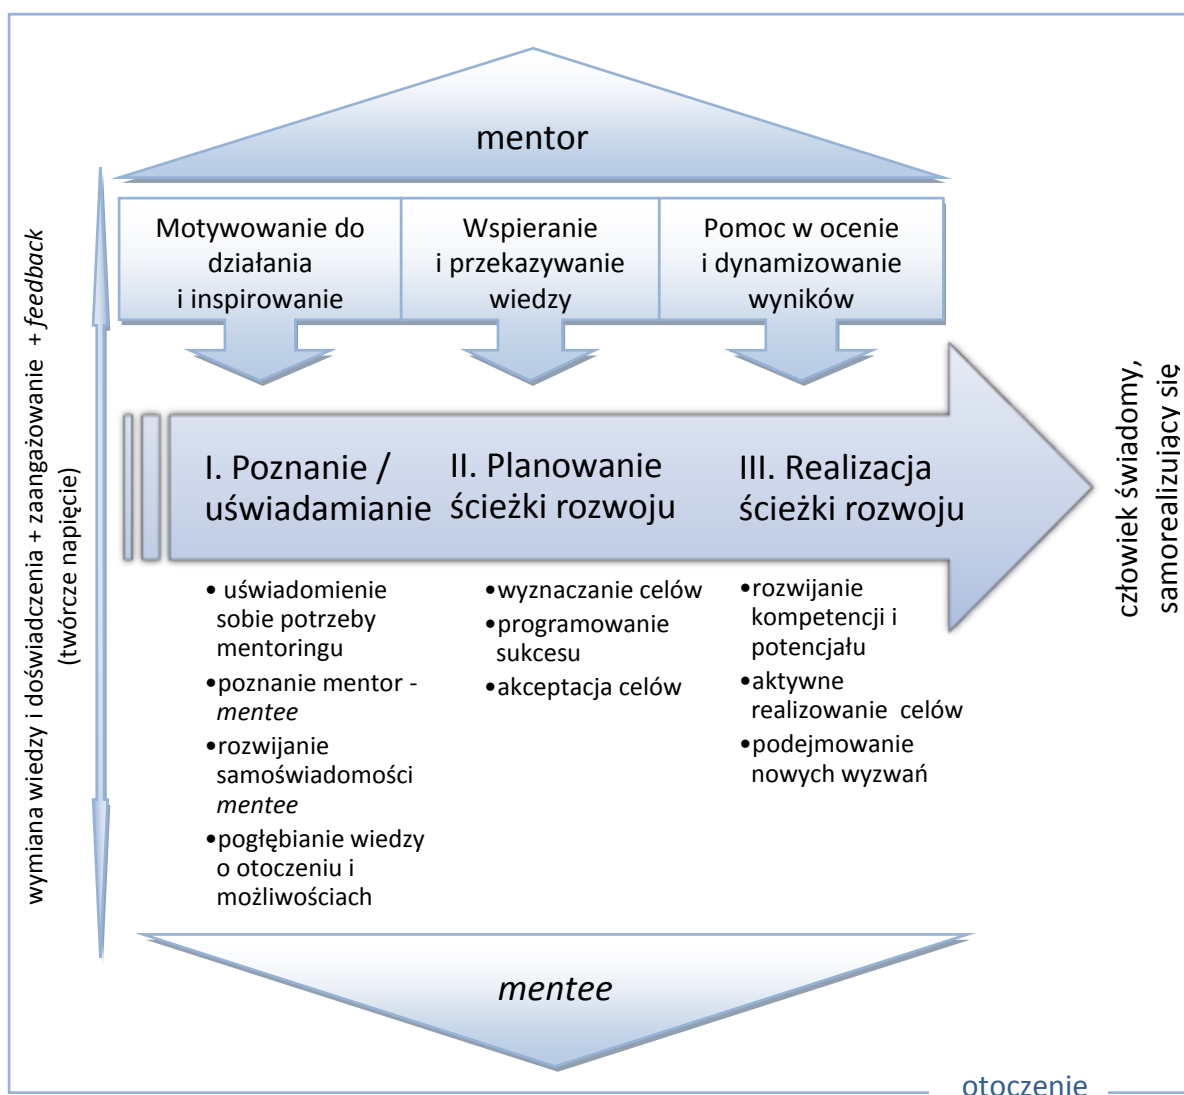 mentor
Motywowanie do
działania
i inspirowanie
Wspieranie
i przekazywanie
wiedzy
Pomoc w ocenie
i dynamizowanie
wyników
wymiana wiedzy i doświadczenia + zaangażowanie + feedback
(twórcze napięcie)
I. Poznanie /
uświadamianie
II. Planowanie
ścieżki rozwoju
III. Realizacja
ścieżki rozwoju
człowiek świadomy,
samorealizujący się
• uświadomienie
sobie potrzeby
mentoringu
•poznanie mentor -
mentee
•rozwijanie
samoświadomości
mentee
•pogłębianie wiedzy
o otoczeniu i
możliwościach
•wyznaczanie celów
•programowanie
sukcesu
•akceptacja celów
•rozwijanie
kompetencji i
potencjału
•aktywne
realizowanie celów
•podejmowanie
nowych wyzwań
mentee
otoczenie